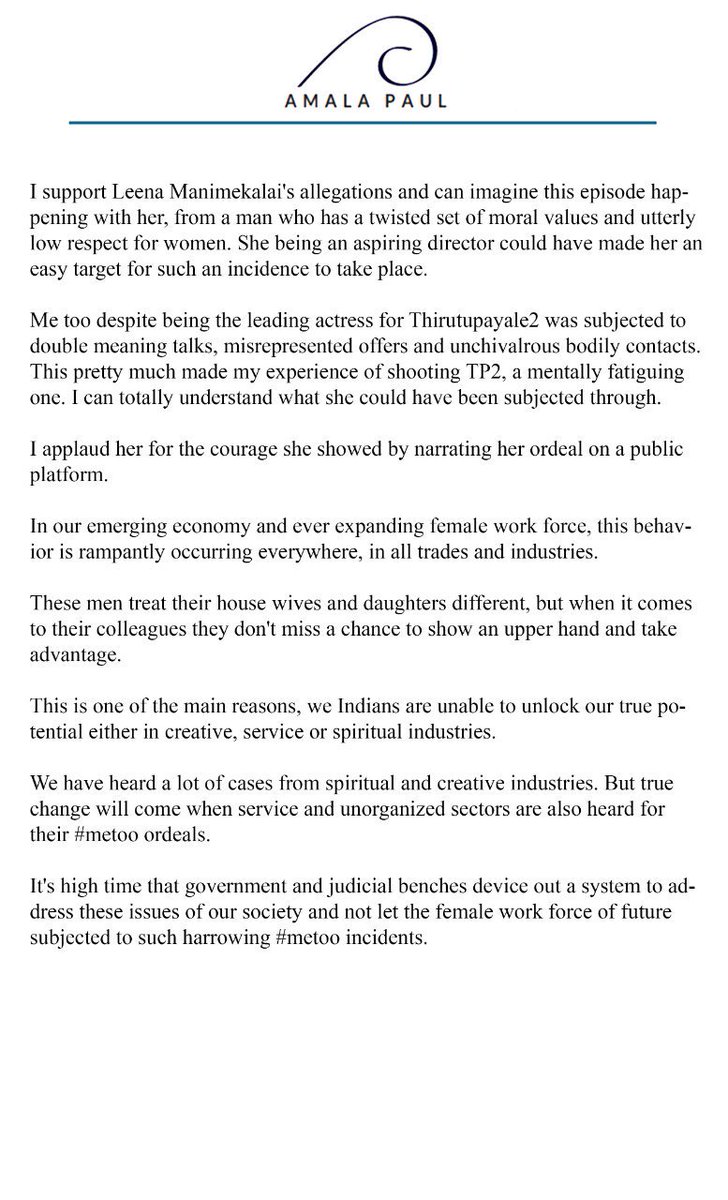 AMALA PAUL
I support Leena Manimekalai's allegations and can imagine this episode hap-
pening with her, from a man who has a twisted set of moral values and utterly
low respect for women. She being an aspiring director could have made her an
easy target for such an incidence to take place.
Me too despite being the leading actress for Thirutupayale2 was subjected to
double meaning talks, misrepresented offers and unchivalrous bodily contacts.
This pretty much made my experience of shooting TP2, a mentally fatiguing
one. I can totally understand what she could have been subjected through.
I applaud her for the courage she showed by narrating her ordeal on a public
platform.
In our emerging economy and ever expanding female work force, this behav-
ior is rampantly occurring everywhere, in all trades and industries.
These men treat their house wives and daughters different, but when it comes
to their colleagues they don't miss a chance to show an upper hand and take
advantage.
This is one of the main reasons, we Indians are unable to unlock our true po-
tential either in creative, service or spiritual industries.
We have heard a lot of cases from spiritual and creative industries. But true
change will come when service and unorganized sectors are also heard for
their #metoo ordeals.
It's high time that government and judicial benches device out a system to ad-
dress these issues of our society and not let the female work force of future
subjected to such harrowing #metoo incidents.